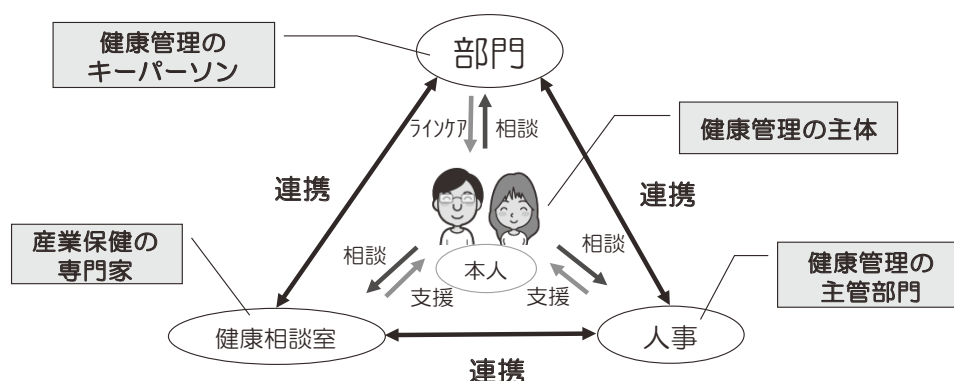 健康管理の
キーパーソン
部門
ラインケア
相談
健康管理の主体
連携
連携
産業保健の
専門家
相談
支援
本人
相談
支援
健康管理の
主管部門
健康相談室
人事
連携